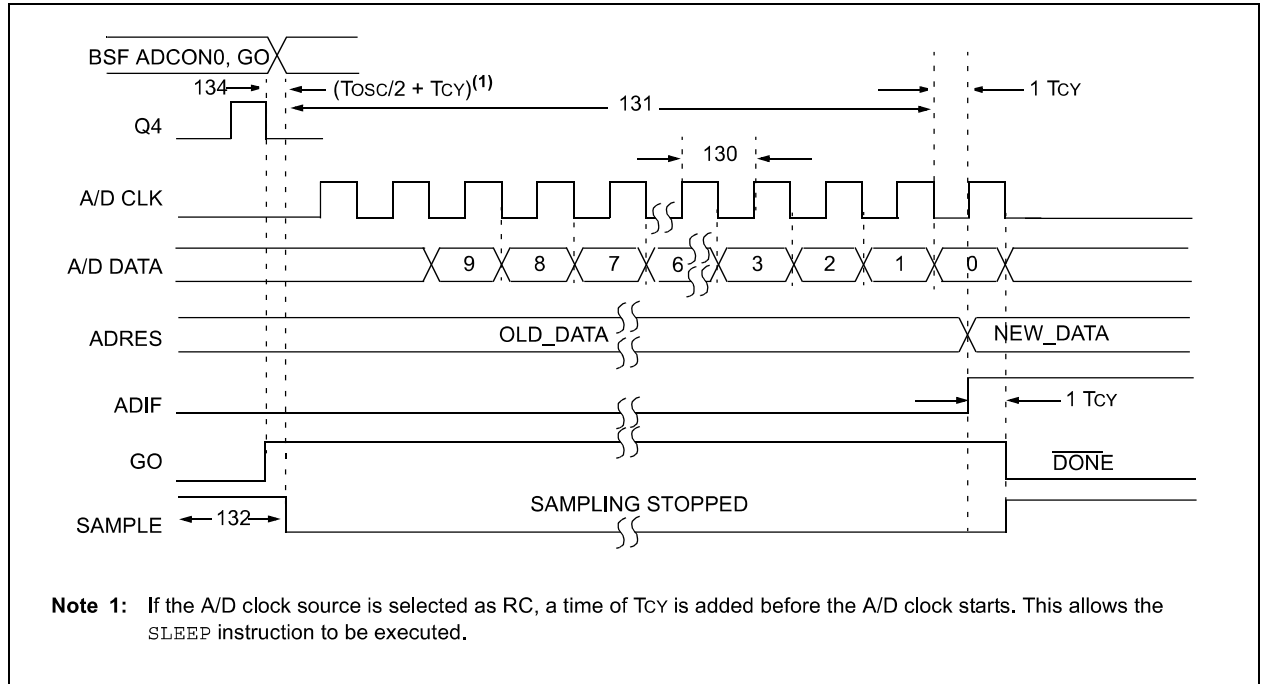 BSF ADCON0, GO
134 (TOSC/2 + TCY)(1) 131 1 TCY
Q4
130
A/D CLK
A/D DATA 9 8 7 6 3 2 1 0
ADRES OLD_DATA NEW_DATA
ADIF 1 TCY
GO DONE
SAMPLE 132 SAMPLING STOPPED
Note 1: If the A/D clock source is selected as RC, a time of TCY is added before the A/D clock starts. This allows the
SLEEP instruction to be executed.